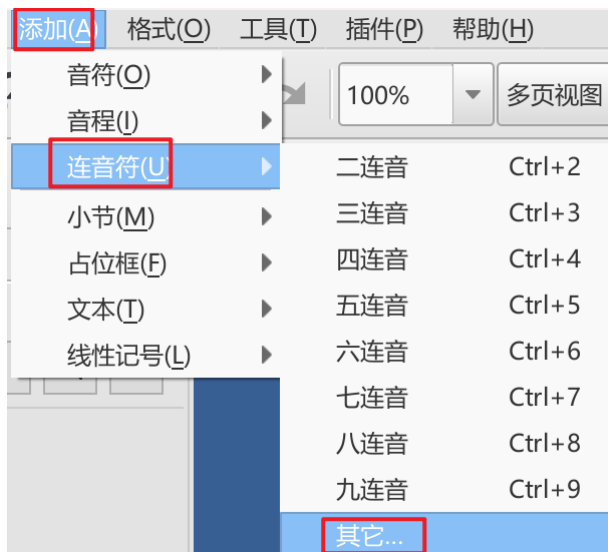 添加(A) 格式(O) 工具(T) 插件(P) 帮助(H)
音符(O)
100% 多页视图
音程(I)
连音符(U)
二连音 Ctrl+2
三连音 Ctrl+3
小节(M)
四连音 Ctrl+4
占位框(F)
五连音 Ctrl+5
文本(T)
六连音 Ctrl+6
线性记号(L)
七连音 Ctrl+7
八连音 Ctrl+8
九连音 Ctrl+9
其它...